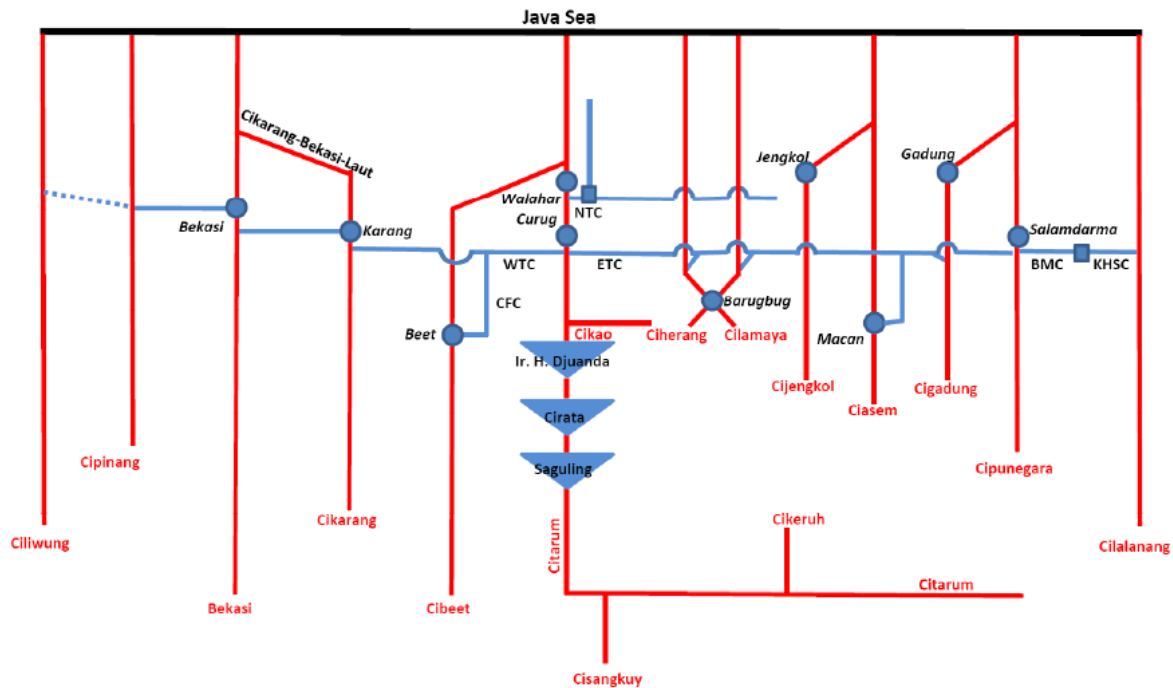 Java Sea
Cikarang-Bekasi-Laut
Jengkol
Gadung
Walahar
NTC
Curug
Bekasi
Karang
Salamdarma
WTC
ETC
BMC
KHSC
CFC
Barugbug
Beet
Cikao
Ciherang
Cilamaya
Macan
Ir. H. Djuanda
Cijengkol
Cigadung
Ciasem
Cirata
Cipinang
Saguling
Cipunegara
Cikarang
Cikeruh
Ciliwung
Citarum
Cilalanang
Citarum
Bekasi
Cibeet
Cisangkuy